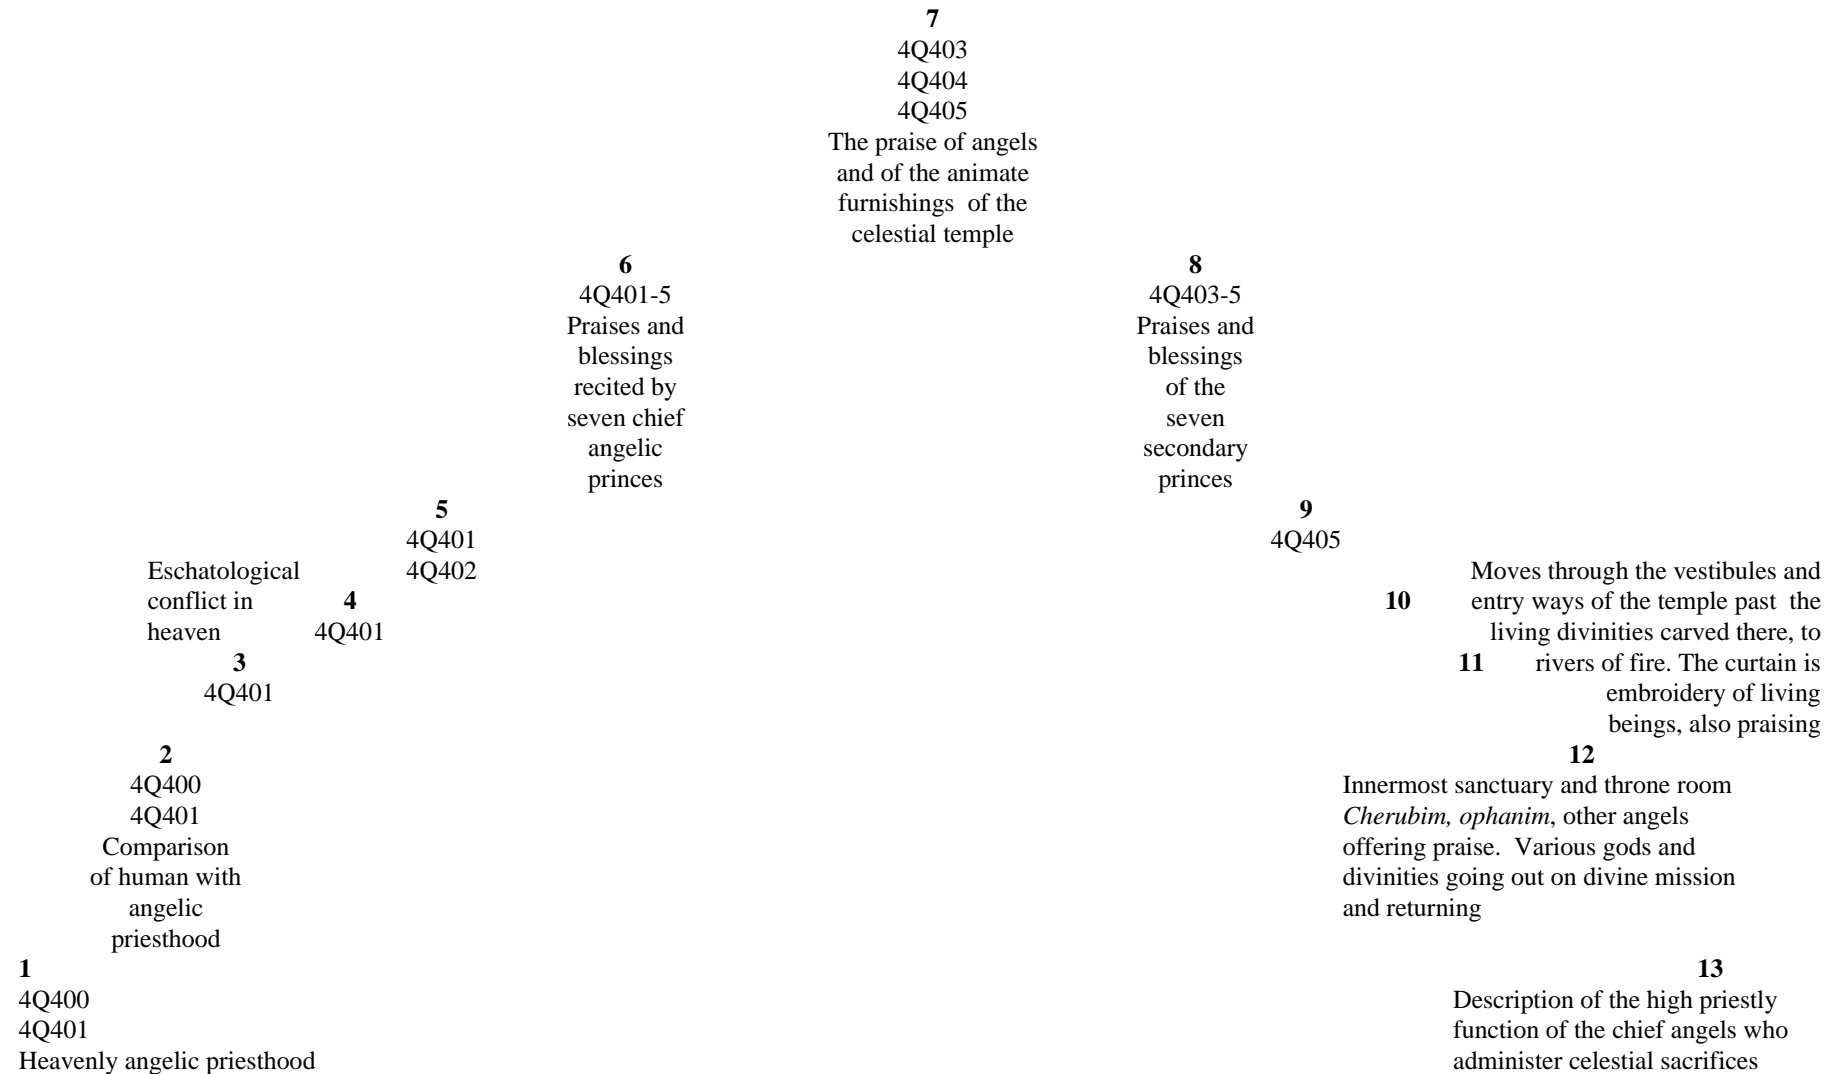 7
4Q403
4Q404
4Q405
The praise of angels
and of the animate
furnishings of the
celestial temple
6
4Q401-5
Praises and
blessings
recited by
seven chief
angelic
princes
8
4Q403-5
Praises and
blessings
of the
seven
secondary
princes
5
4Q401
4Q402
9
4Q405
Eschatological
conflict in
heaven
4
4Q401
10
Moves through the vestibules and
entry ways of the temple past the
living divinities carved there, to
rivers of fire. The curtain is
embroidery of living
beings, also praising
11
3
4Q401
2
4Q400
4Q401
Comparison
of human with
angelic
priesthood
12
Innermost sanctuary and throne room
Cherubim, ophanim, other angels
offering praise. Various gods and
divinities going out on divine mission
and returning
1
4Q400
4Q401
Heavenly angelic priesthood
13
Description of the high priestly
function of the chief angels who
administer celestial sacrifices